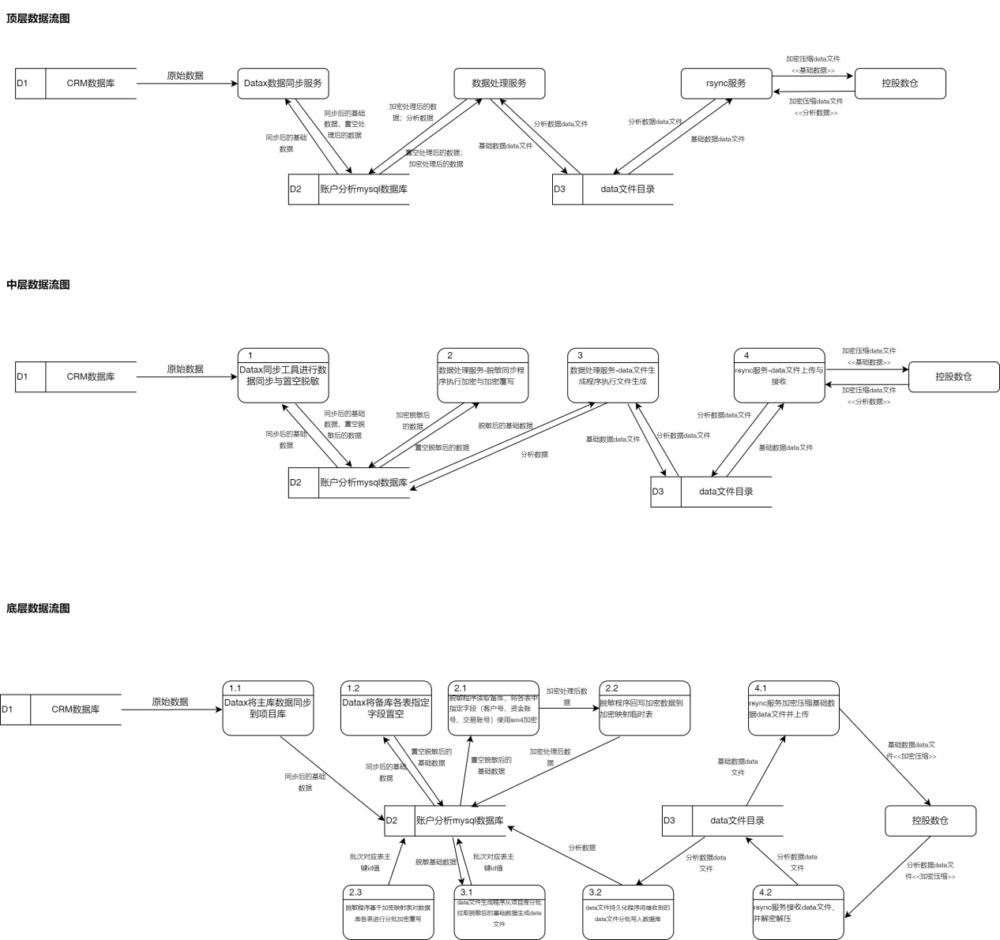 顶层数据流图
D1
CRM数据库
原始数据
Datax数据同步服务
数据处理服务
rsync服务
加密压缩data文件
<<基础数据>>
控股数仓
加密压缩data文件
<<分析数据>>
同步后的基础
数据，置空处
理后的数据
同步后的基础
数据
加密处理后的数
据；分析数据
置空处理后的数据；
加密处理后的数据
分析数据data文件
基础数据data文件
分析数据data文件
基础数据data文件
D2
账户分析mysql数据库
D3
data文件目录
中层数据流图
D1
CRM数据库
原始数据
1
Datax同步工具进行数
据同步与置空脱敏
2
数据处理服务-脱敏同步程
序执行加密与加密覆写
3
数据处理服务-data文件生
成程序执行文件生成
4
rsync服务-data文件上传与
接收
加密压缩data文件
<<基础数据>>
控股数仓
加密压缩data文件
<<分析数据>>
同步后的基础
数据，置空脱
敏后的数据
同步后的基础
数据
加密脱敏后
的数据
置空脱敏后的数据
脱敏后的基础数据
分析数据
基础数据data文件
分析数据data文件
分析数据data文件
基础数据data文件
D2
账户分析mysql数据库
D3
data文件目录
底层数据流图
D1
CRM数据库
原始数据
1.1
Datax将主库数据同步
到项目库
1.2
Datax将备库各表指定
字段置空
2.1
脱敏程序读取备库，将各表中
指定字段（客户号、资金账
号、交易账号）使用sm4加密
加密处理后数
据
2.2
脱敏程序回写加密数据到
加密映射临时表
4.1
rsync服务加密压缩基础数
据data文件并上传
同步后的基础
数据
同步后的基础
数据
置空脱敏后的
基础数据
置空脱敏后的
基础数据
加密处理后数
据
基础数据data
文件
基础数据data文
件<<加密压缩>>
D2
账户分析mysql数据库
D3
data文件目录
控股数仓
批次对应表主
键id值
脱敏基础数据
批次对应表主
键id值
分析数据
分析数据data
文件
分析数据data
文件
分析数据data文
件<<加密压缩>>
2.3
脱敏程序基于加密映射表对数据
库各表进行分批加密覆写
3.1
data文件生成程序从项目库分批
拉取脱敏后的基础数据生成data
文件
3.2
data文件持久化程序将接收到的
data文件分批写入数据库
4.2
rsync服务接收data文件，
并解密解压